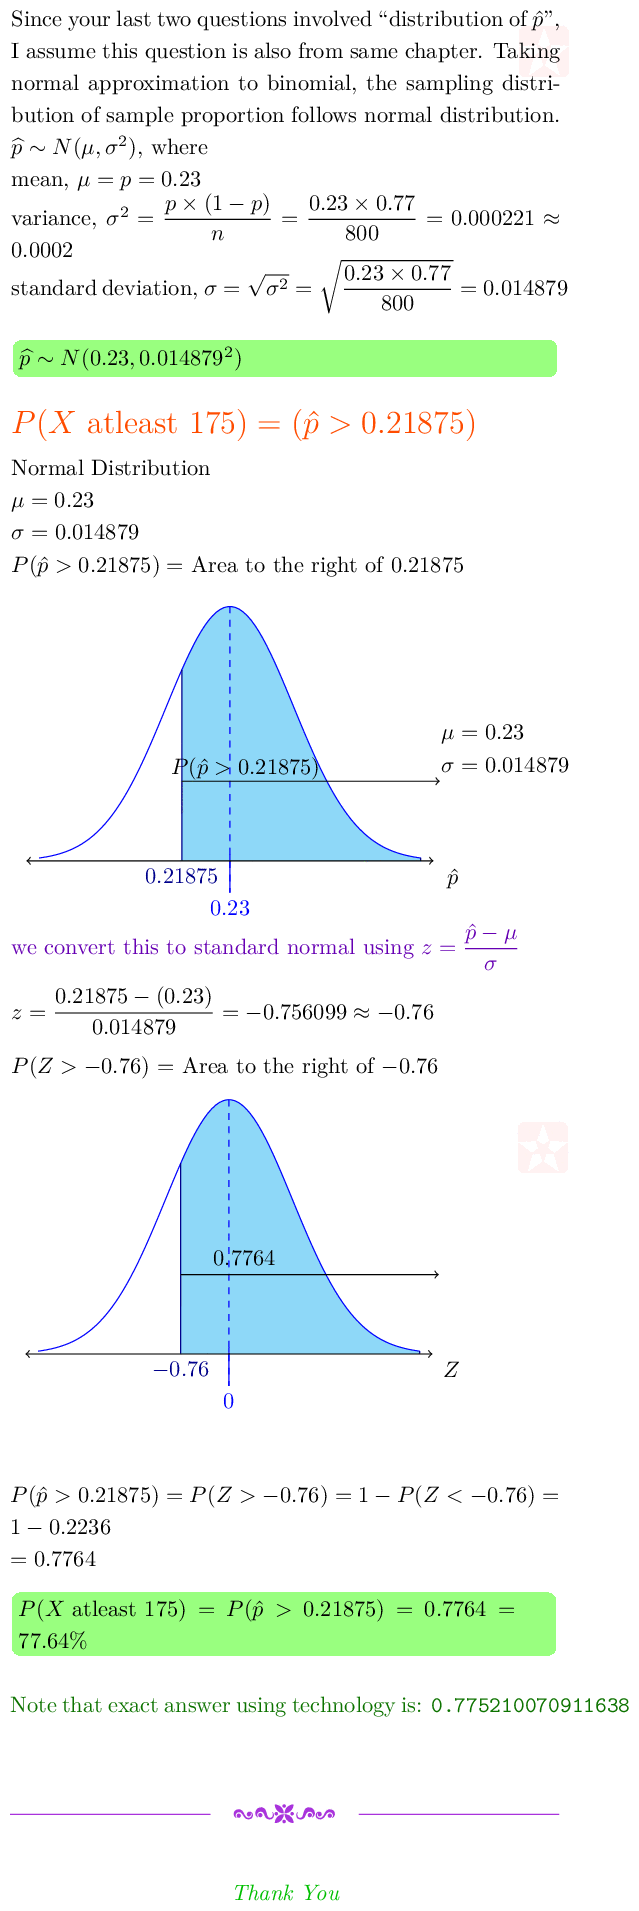 Since your last two questions involved “distribution of p̂”,
I assume this question is also from same chapter. Taking
normal approximation to binomial, the sampling distri-
bution of sample proportion follows normal distribution.
p̂ ∼ N(μ, σ²), where
mean, μ = p = 0.23
variance, σ² = p × (1 − p) / n = 0.23 × 0.77 / 800 = 0.000221 ≈
0.0002
standard deviation, σ = √σ² = √(0.23 × 0.77 / 800) = 0.014879
p̂ ∼ N(0.23, 0.014879²)
P(X atleast 175) = (p̂ > 0.21875)
Normal Distribution
μ = 0.23
σ = 0.014879
P(p̂ > 0.21875) = Area to the right of 0.21875
μ = 0.23
P(p̂ > 0.21875)
σ = 0.014879
0.21875
p̂
0.23
we convert this to standard normal using z = (p̂ − μ) / σ
z = (0.21875 − (0.23)) / 0.014879 = −0.756099 ≈ −0.76
P(Z > −0.76) = Area to the right of −0.76
0.7764
−0.76
Z
0
P(p̂ > 0.21875) = P(Z > −0.76) = 1 − P(Z < −0.76) =
1 − 0.2236
= 0.7764
P(X atleast 175) = P(p̂ > 0.21875) = 0.7764 =
77.64%
Note that exact answer using technology is: 0.775210070911638
Thank You